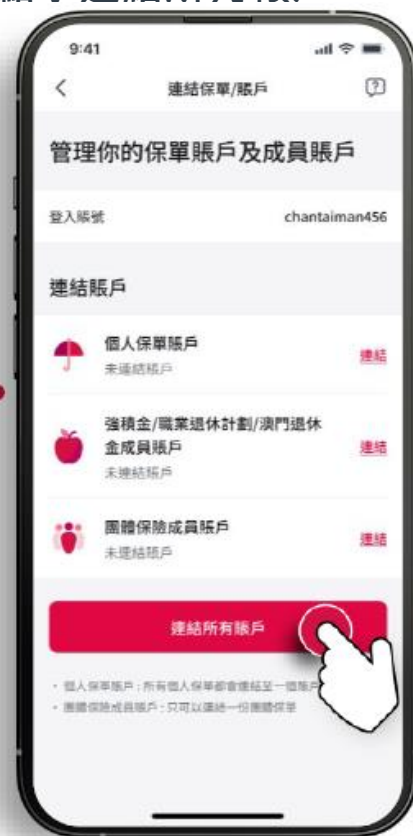 9:41
連結保單/賬戶
管理你的保單賬戶及成員賬戶
登入賬號 chantaiman456
連結賬戶
個人保單賬戶
未連結賬戶
連結
強積金/職業退休計劃/澳門退休
金成員賬戶
未連結賬戶
連結
團體保險成員賬戶
未連結賬戶
連結
連結所有賬戶
• 個人保單賬戶：所有個人保單都會連結至一個賬戶
• 團體保險成員賬戶：只可以連結一份團體保單